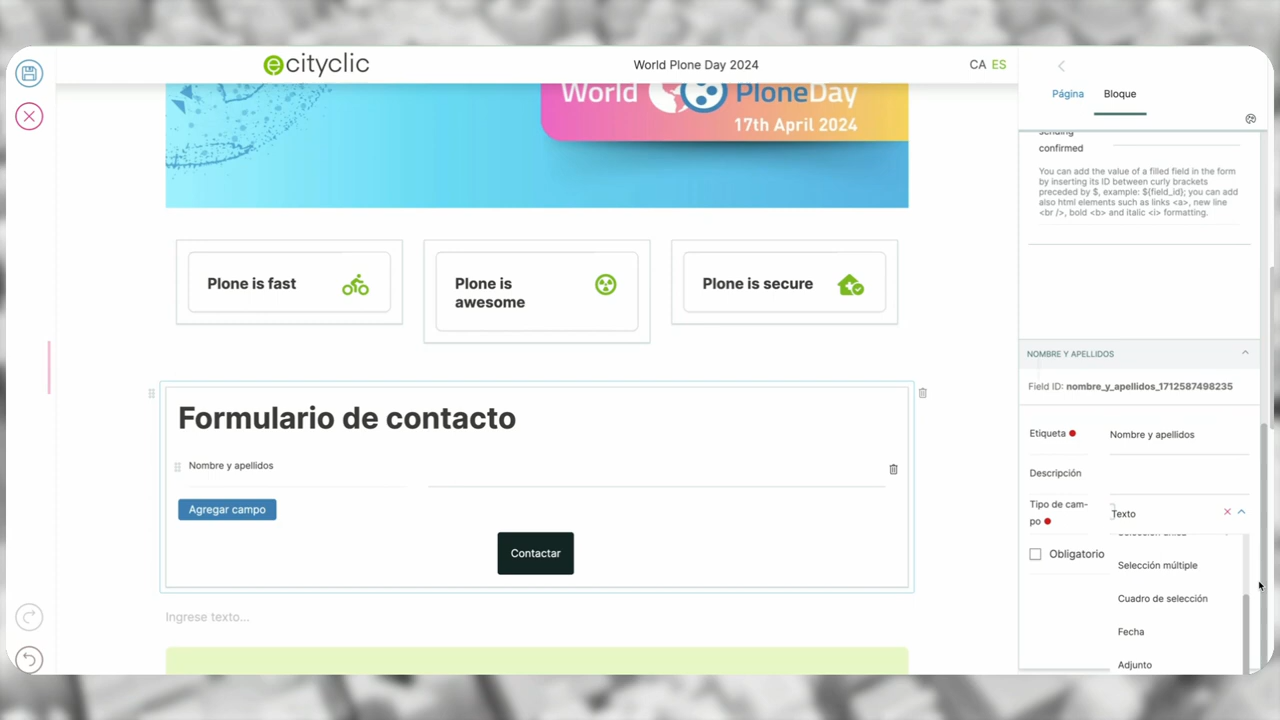 ecityclic
World Plone Day 2024
CA ES
Página
Bloque
World PloneDay
17th April 2024
sending
confirmed
You can add the value of a filled field in the form
by inserting its ID between curly brackets
preceded by $, example: ${field_id}; you can add
also html elements such as links <a>, new line
<br />, bold <b> and italic <i> formatting.
Plone is fast
Plone is
awesome
Plone is secure
NOMBRE Y APELLIDOS
Field ID: nombre_y_apellidos_1712587498235
Formulario de contacto
Nombre y apellidos
Agregar campo
Contactar
Ingrese texto...
Etiqueta
Nombre y apellidos
Descripción
Tipo de cam-
po
Texto
Obligatorio
Selección múltiple
Cuadro de selección
Fecha
Adjunto